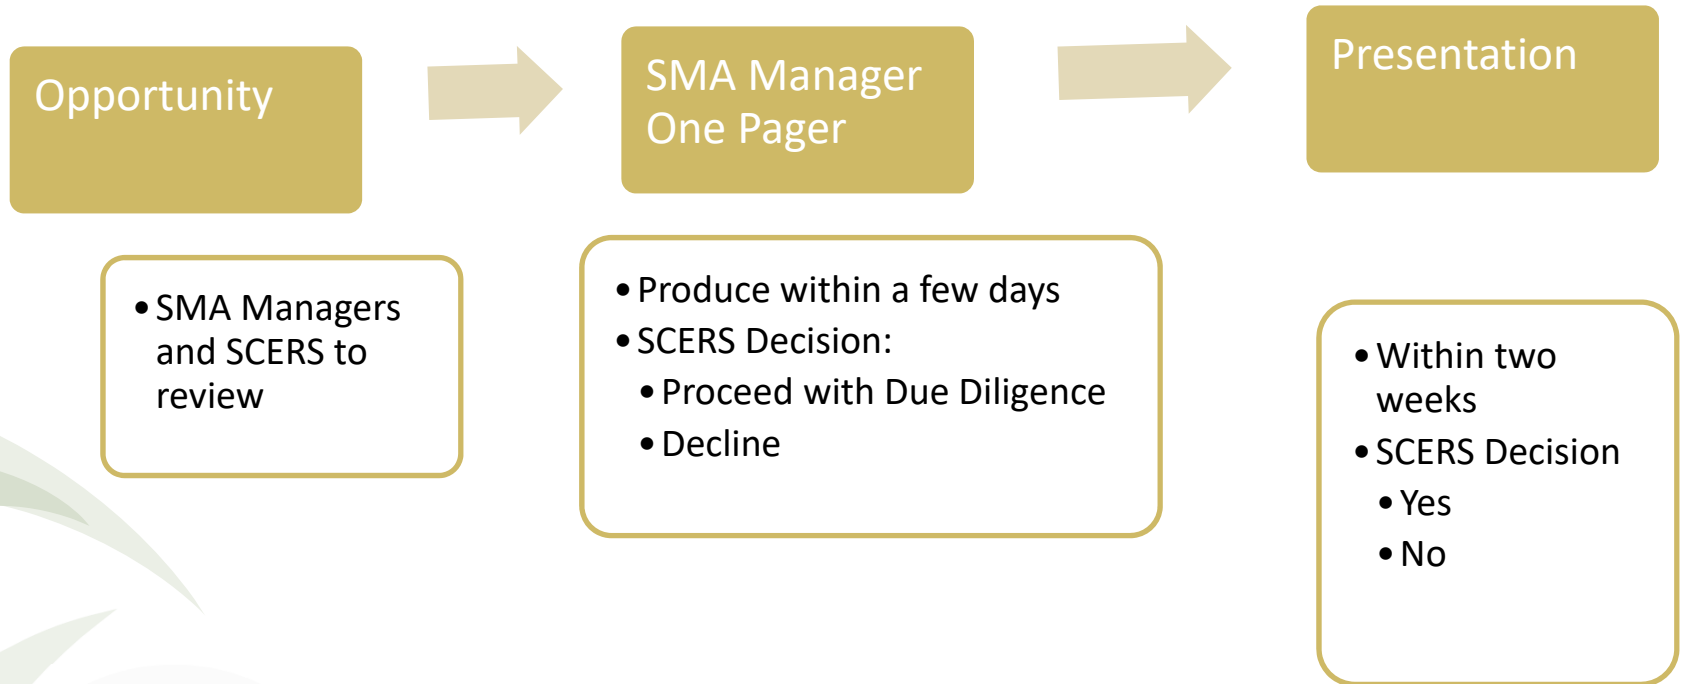 Opportunity
SMA Manager
One Pager
Presentation
•SMA Managers
and SCERS to
review
•Produce within a few days
•SCERS Decision:
•Proceed with Due Diligence
•Decline
•Within two
weeks
•SCERS Decision
•Yes
•No